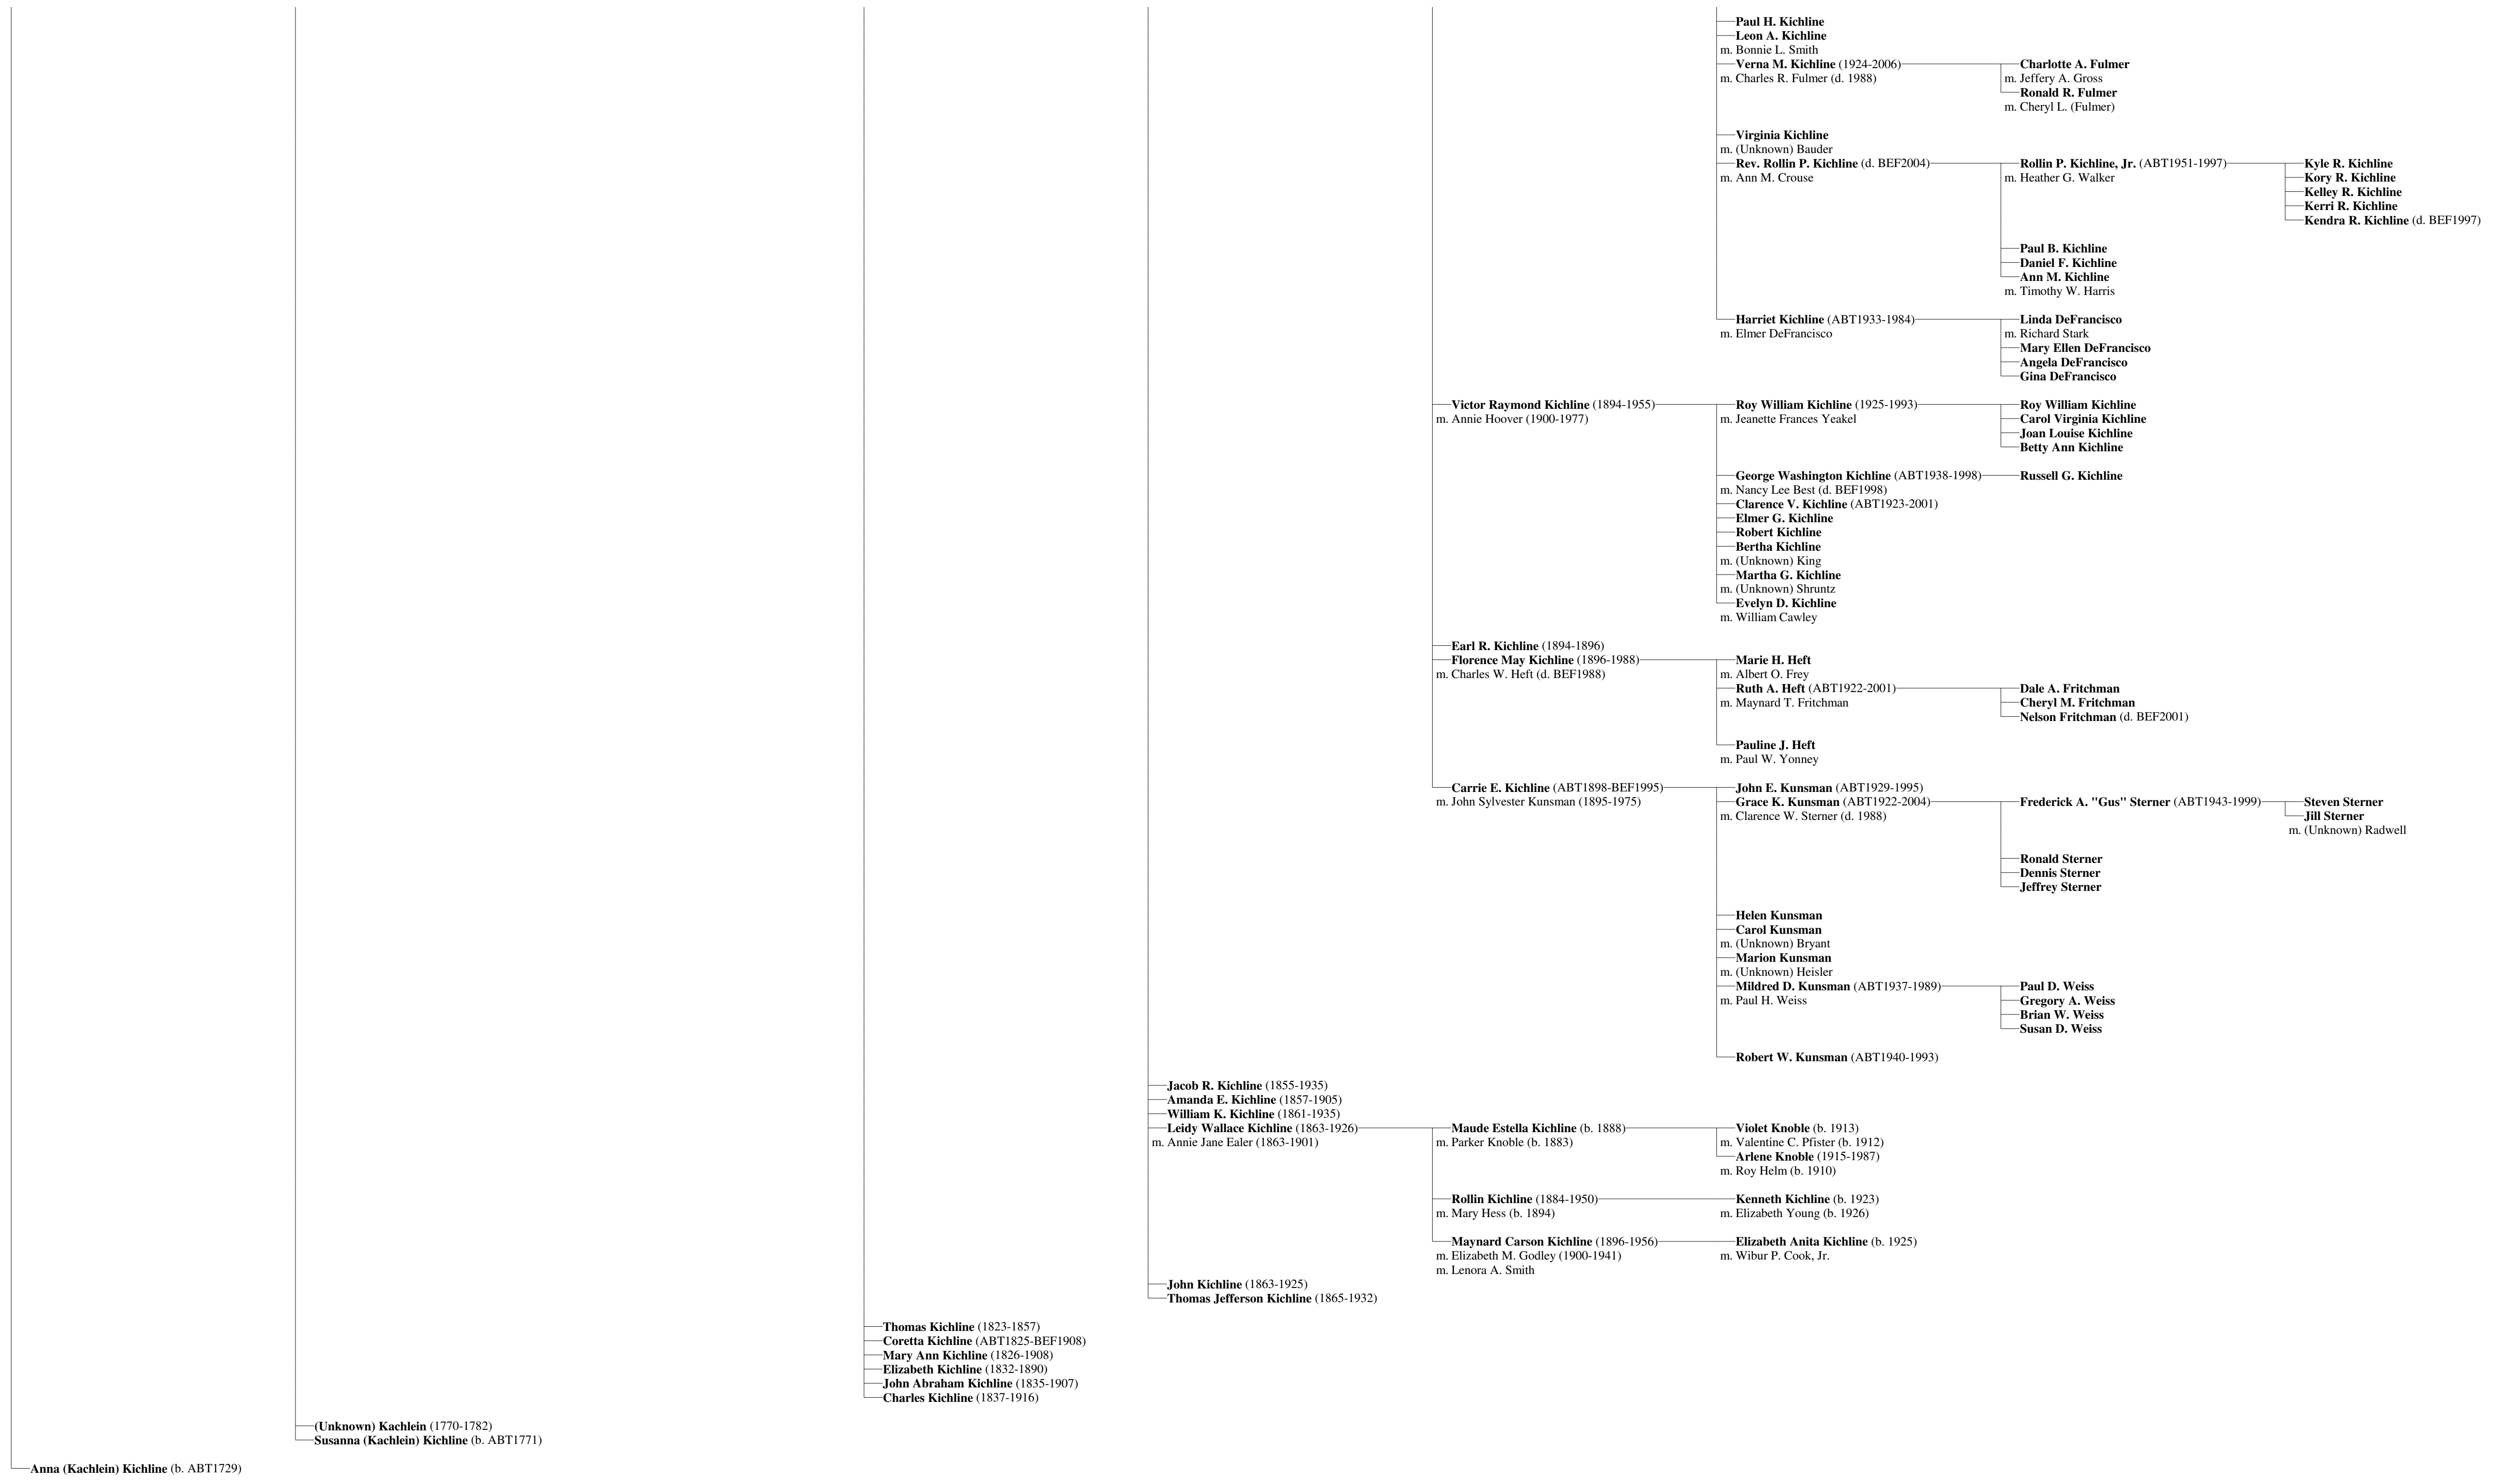 Paul H. Kichline
Leon A. Kichline
m. Bonnie L. Smith
Verna M. Kichline (1924-2006) Charlotte A. Fulmer
m. Charles R. Fulmer (d. 1988) m. Jeffery A. Gross
Ronald R. Fulmer
m. Cheryl L. (Fulmer)
Virginia Kichline
m. (Unknown) Bauder
Rev. Rollin P. Kichline (d. BEF2004) Rollin P. Kichline, Jr. (ABT1951-1997) Kyle R. Kichline
m. Ann M. Crouse m. Heather G. Walker Kory R. Kichline
Kelley R. Kichline
Kerri R. Kichline
Kendra R. Kichline (d. BEF1997)
Paul B. Kichline
Daniel F. Kichline
Ann M. Kichline
m. Timothy W. Harris
Harriet Kichline (ABT1933-1984) Linda DeFrancisco
m. Elmer DeFrancisco m. Richard Stark
Mary Ellen DeFrancisco
Angela DeFrancisco
Gina DeFrancisco
Victor Raymond Kichline (1894-1955) Roy William Kichline (1925-1993) Roy William Kichline
m. Annie Hoover (1900-1977) m. Jeanette Frances Yeakel Carol Virginia Kichline
Joan Louise Kichline
Betty Ann Kichline
George Washington Kichline (ABT1938-1998) Russell G. Kichline
m. Nancy Lee Best (d. BEF1998)
Clarence V. Kichline (ABT1923-2001)
Elmer G. Kichline
Robert Kichline
Bertha Kichline
m. (Unknown) King
Martha G. Kichline
m. (Unknown) Shruntz
Evelyn D. Kichline
m. William Cawley
Earl R. Kichline (1894-1896)
Florence May Kichline (1896-1988) Marie H. Heft
m. Charles W. Heft (d. BEF1988) m. Albert O. Frey
Ruth A. Heft (ABT1922-2001) Dale A. Fritchman
m. Maynard T. Fritchman Cheryl M. Fritchman
Nelson Fritchman (d. BEF2001)
Pauline J. Heft
m. Paul W. Yonney
Carrie E. Kichline (ABT1898-BEF1995) John E. Kunsman (ABT1929-1995)
m. John Sylvester Kunsman (1895-1975) Grace K. Kunsman (ABT1922-2004) Frederick A. "Gus" Sterner (ABT1943-1999) Steven Sterner
m. Clarence W. Sterner (d. 1988) Jill Sterner
m. (Unknown) Radwell
Ronald Sterner
Dennis Sterner
Jeffrey Sterner
Helen Kunsman
Carol Kunsman
m. (Unknown) Bryant
Marion Kunsman
m. (Unknown) Heisler
Mildred D. Kunsman (ABT1937-1989) Paul D. Weiss
m. Paul H. Weiss Gregory A. Weiss
Brian W. Weiss
Susan D. Weiss
Robert W. Kunsman (ABT1940-1993)
Jacob R. Kichline (1855-1935)
Amanda E. Kichline (1857-1905)
William K. Kichline (1861-1935)
Leidy Wallace Kichline (1863-1926) Maude Estella Kichline (b. 1888) Violet Knoble (b. 1913)
m. Annie Jane Ealer (1863-1901) m. Parker Knoble (b. 1883) m. Valentine C. Pfister (b. 1912)
Arlene Knoble (1915-1987)
m. Roy Helm (b. 1910)
Rollin Kichline (1884-1950) Kenneth Kichline (b. 1923)
m. Mary Hess (b. 1894) m. Elizabeth Young (b. 1926)
Maynard Carson Kichline (1896-1956) Elizabeth Anita Kichline (b. 1925)
m. Elizabeth M. Godley (1900-1941) m. Wibur P. Cook, Jr.
m. Lenora A. Smith
John Kichline (1863-1925)
Thomas Jefferson Kichline (1865-1932)
Thomas Kichline (1823-1857)
Coretta Kichline (ABT1825-BEF1908)
Mary Ann Kichline (1826-1908)
Elizabeth Kichline (1832-1890)
John Abraham Kichline (1835-1907)
Charles Kichline (1837-1916)
(Unknown) Kachlein (1770-1782)
Susanna (Kachlein) Kichline (b. ABT1771)
Anna (Kachlein) Kichline (b. ABT1729)